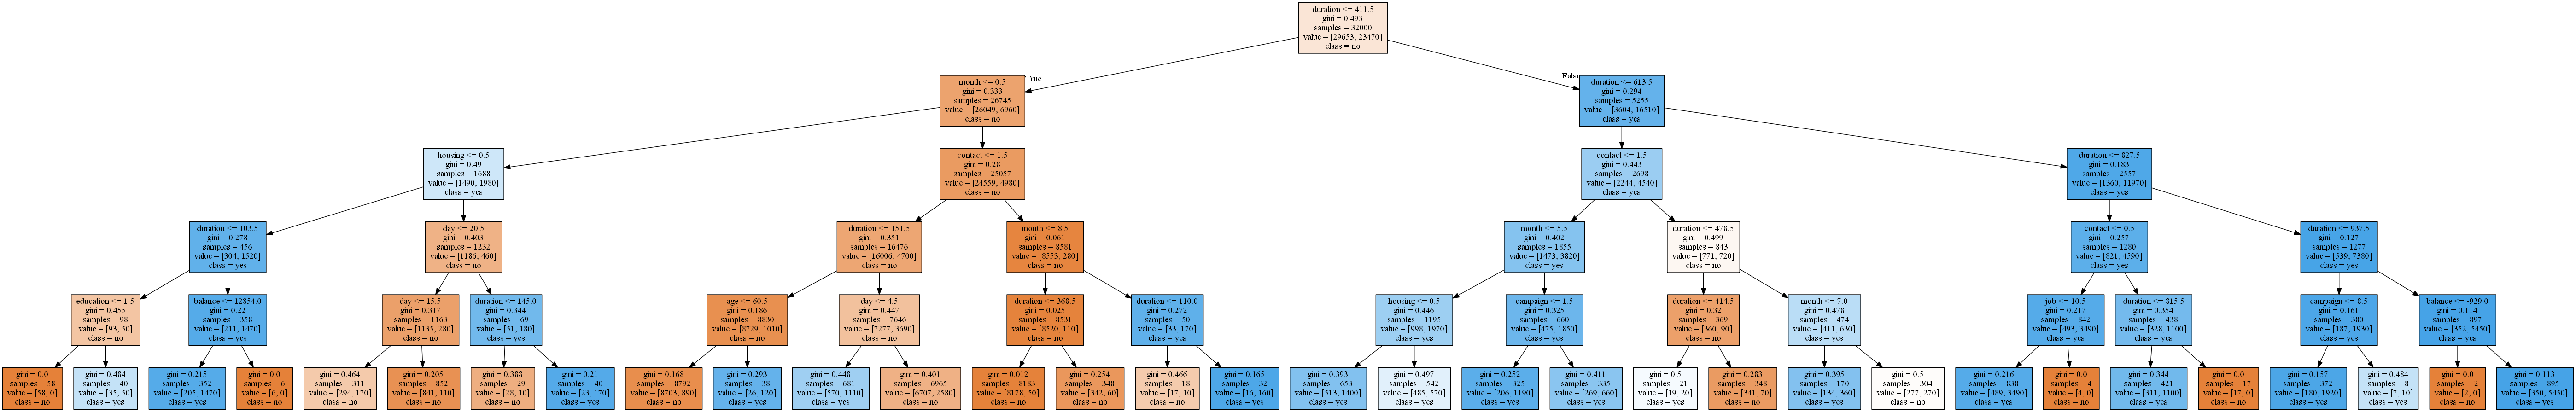 duration <= 411.5
gini = 0.493
samples = 32000
value = [29653, 23470]
class = no
True
False
month <= 0.5
gini = 0.333
samples = 26745
value = [26049, 6960]
class = no
duration <= 613.5
gini = 0.294
samples = 5255
value = [3604, 16510]
class = yes
housing <= 0.5
gini = 0.49
samples = 1688
value = [1490, 1980]
class = yes
contact <= 1.5
gini = 0.28
samples = 25057
value = [24559, 4980]
class = no
contact <= 1.5
gini = 0.443
samples = 2698
value = [2244, 4540]
class = yes
duration <= 827.5
gini = 0.183
samples = 2557
value = [1360, 11970]
class = yes
duration <= 103.5
gini = 0.278
samples = 456
value = [304, 1520]
class = yes
day <= 20.5
gini = 0.403
samples = 1232
value = [1186, 460]
class = no
duration <= 151.5
gini = 0.351
samples = 16476
value = [16006, 4700]
class = no
month <= 8.5
gini = 0.061
samples = 8581
value = [8553, 280]
class = no
month <= 5.5
gini = 0.402
samples = 1855
value = [1473, 3820]
class = yes
duration <= 478.5
gini = 0.499
samples = 843
value = [771, 720]
class = no
contact <= 0.5
gini = 0.257
samples = 1280
value = [821, 4590]
class = yes
duration <= 937.5
gini = 0.127
samples = 1277
value = [539, 7380]
class = yes
education <= 1.5
gini = 0.455
samples = 98
value = [93, 50]
class = no
balance <= 12854.0
gini = 0.22
samples = 358
value = [211, 1470]
class = yes
day <= 15.5
gini = 0.317
samples = 1163
value = [1135, 280]
class = no
duration <= 145.0
gini = 0.344
samples = 69
value = [51, 180]
class = yes
age <= 60.5
gini = 0.186
samples = 8830
value = [8729, 1010]
class = no
day <= 4.5
gini = 0.447
samples = 7646
value = [7277, 3690]
class = no
duration <= 368.5
gini = 0.025
samples = 8531
value = [8520, 110]
class = no
duration <= 110.0
gini = 0.272
samples = 50
value = [33, 170]
class = yes
housing <= 0.5
gini = 0.446
samples = 1195
value = [998, 1970]
class = yes
campaign <= 1.5
gini = 0.325
samples = 660
value = [475, 1850]
class = yes
duration <= 414.5
gini = 0.32
samples = 369
value = [360, 90]
class = no
month <= 7.0
gini = 0.478
samples = 474
value = [411, 630]
class = yes
job <= 10.5
gini = 0.217
samples = 842
value = [493, 3490]
class = yes
duration <= 815.5
gini = 0.354
samples = 438
value = [328, 1100]
class = yes
campaign <= 8.5
gini = 0.161
samples = 380
value = [187, 1930]
class = yes
balance <= -929.0
gini = 0.114
samples = 897
value = [352, 5450]
class = yes
gini = 0.0
samples = 58
value = [58, 0]
class = no
gini = 0.484
samples = 40
value = [35, 50]
class = yes
gini = 0.215
samples = 352
value = [205, 1470]
class = yes
gini = 0.0
samples = 6
value = [6, 0]
class = no
gini = 0.464
samples = 311
value = [294, 170]
class = no
gini = 0.205
samples = 852
value = [841, 110]
class = no
gini = 0.388
samples = 29
value = [28, 10]
class = no
gini = 0.21
samples = 40
value = [23, 170]
class = yes
gini = 0.168
samples = 8792
value = [8703, 890]
class = no
gini = 0.293
samples = 38
value = [26, 120]
class = yes
gini = 0.448
samples = 681
value = [570, 1110]
class = yes
gini = 0.401
samples = 6965
value = [6707, 2580]
class = no
gini = 0.012
samples = 8183
value = [8178, 50]
class = no
gini = 0.254
samples = 348
value = [342, 60]
class = no
gini = 0.466
samples = 18
value = [17, 10]
class = no
gini = 0.165
samples = 32
value = [16, 160]
class = yes
gini = 0.393
samples = 653
value = [513, 1400]
class = yes
gini = 0.497
samples = 542
value = [485, 570]
class = yes
gini = 0.252
samples = 325
value = [206, 1190]
class = yes
gini = 0.411
samples = 335
value = [269, 660]
class = yes
gini = 0.5
samples = 21
value = [19, 20]
class = yes
gini = 0.283
samples = 348
value = [341, 70]
class = no
gini = 0.395
samples = 170
value = [134, 360]
class = yes
gini = 0.5
samples = 304
value = [277, 270]
class = no
gini = 0.216
samples = 838
value = [489, 3490]
class = yes
gini = 0.0
samples = 4
value = [4, 0]
class = no
gini = 0.344
samples = 421
value = [311, 1100]
class = yes
gini = 0.0
samples = 17
value = [17, 0]
class = no
gini = 0.157
samples = 372
value = [180, 1920]
class = yes
gini = 0.484
samples = 8
value = [7, 10]
class = yes
gini = 0.0
samples = 2
value = [2, 0]
class = no
gini = 0.113
samples = 895
value = [350, 5450]
class = yes